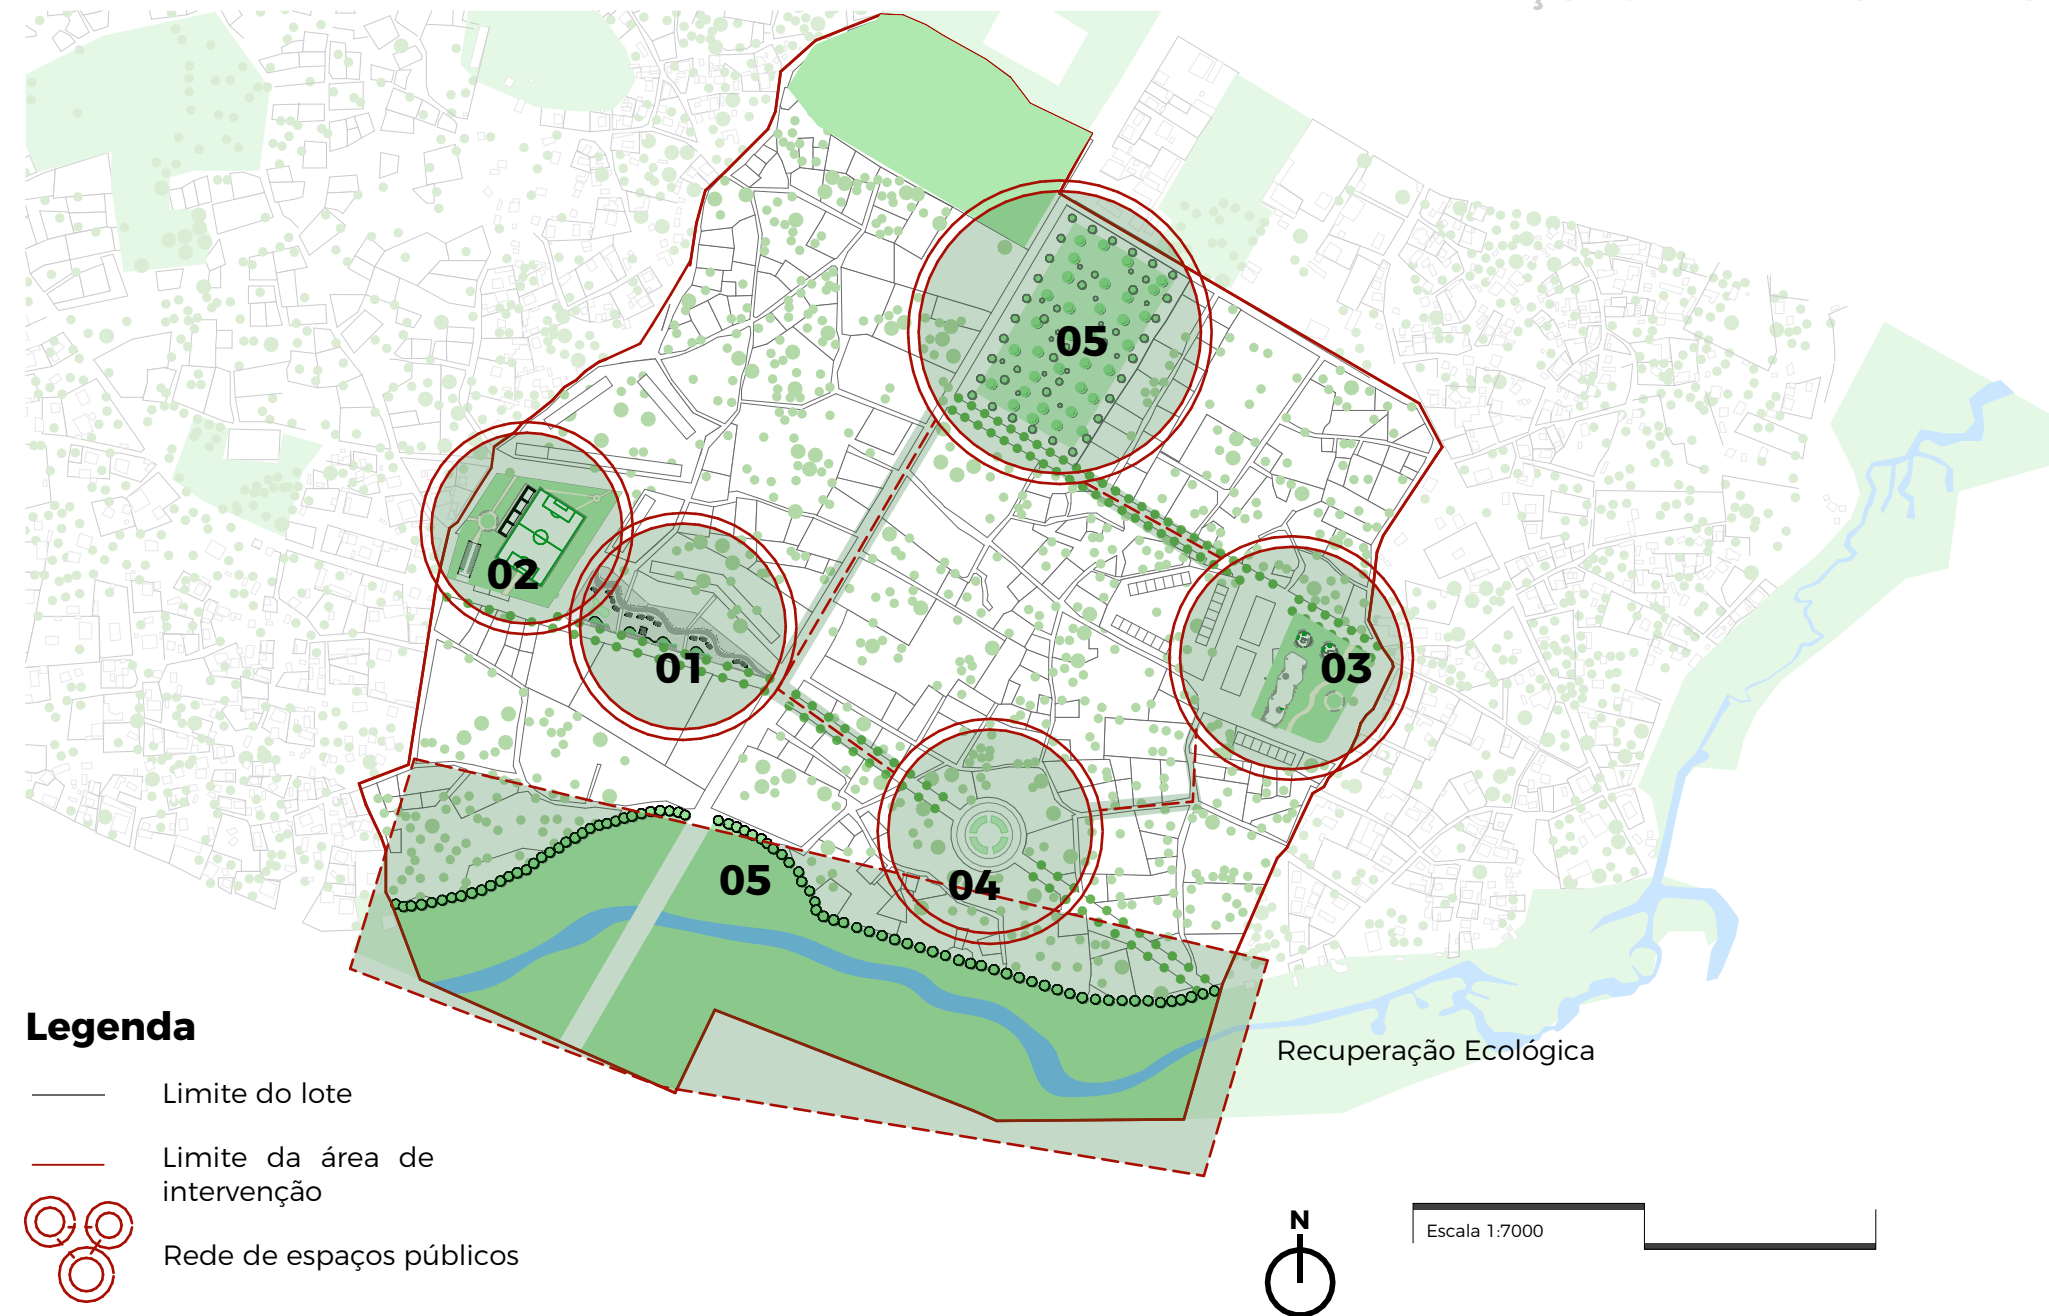 05
02
01
03
05
04
Legenda
Recuperação Ecológica
Limite do lote
Limite da área de
intervenção
N
Escala 1:7000
Rede de espaços públicos